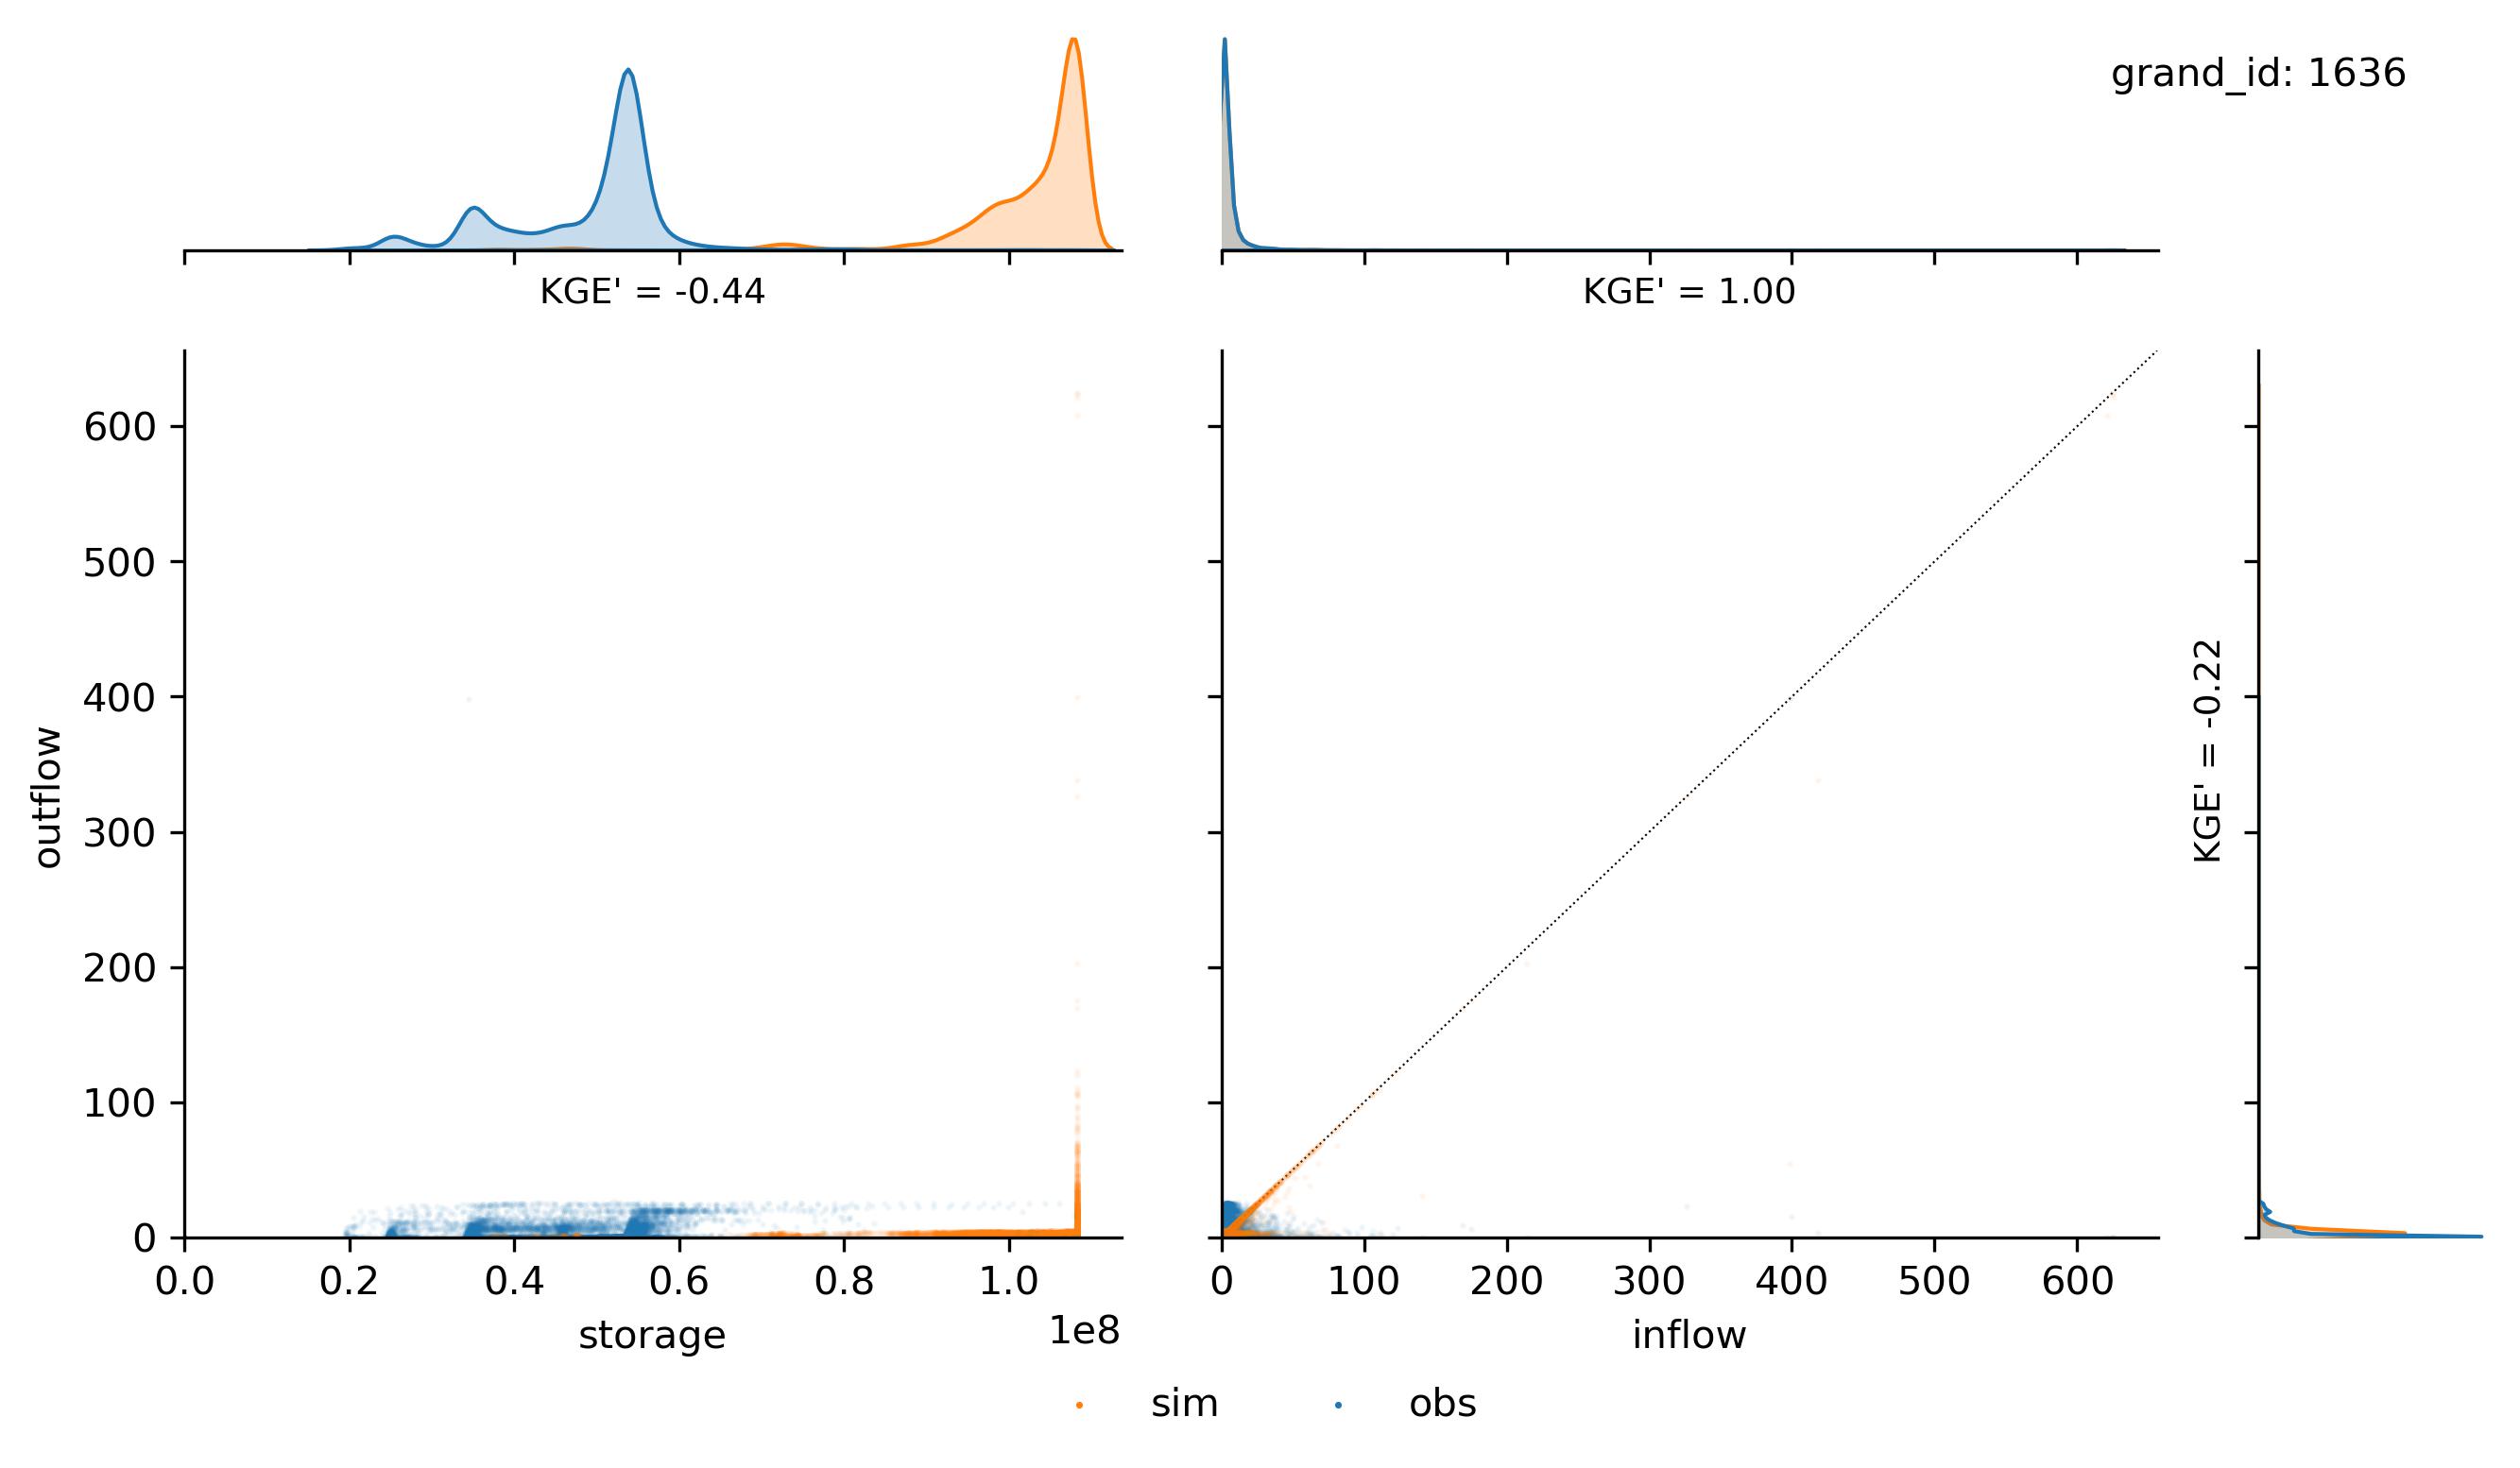 grand_id: 1636
KGE' = -0.44
KGE' = 1.00
600
500
400
300
200
100
0
outflow
KGE' = -0.22
0.0 0.2 0.4 0.6 0.8 1.0
1e8
storage
0 100 200 300 400 500 600
inflow
sim obs